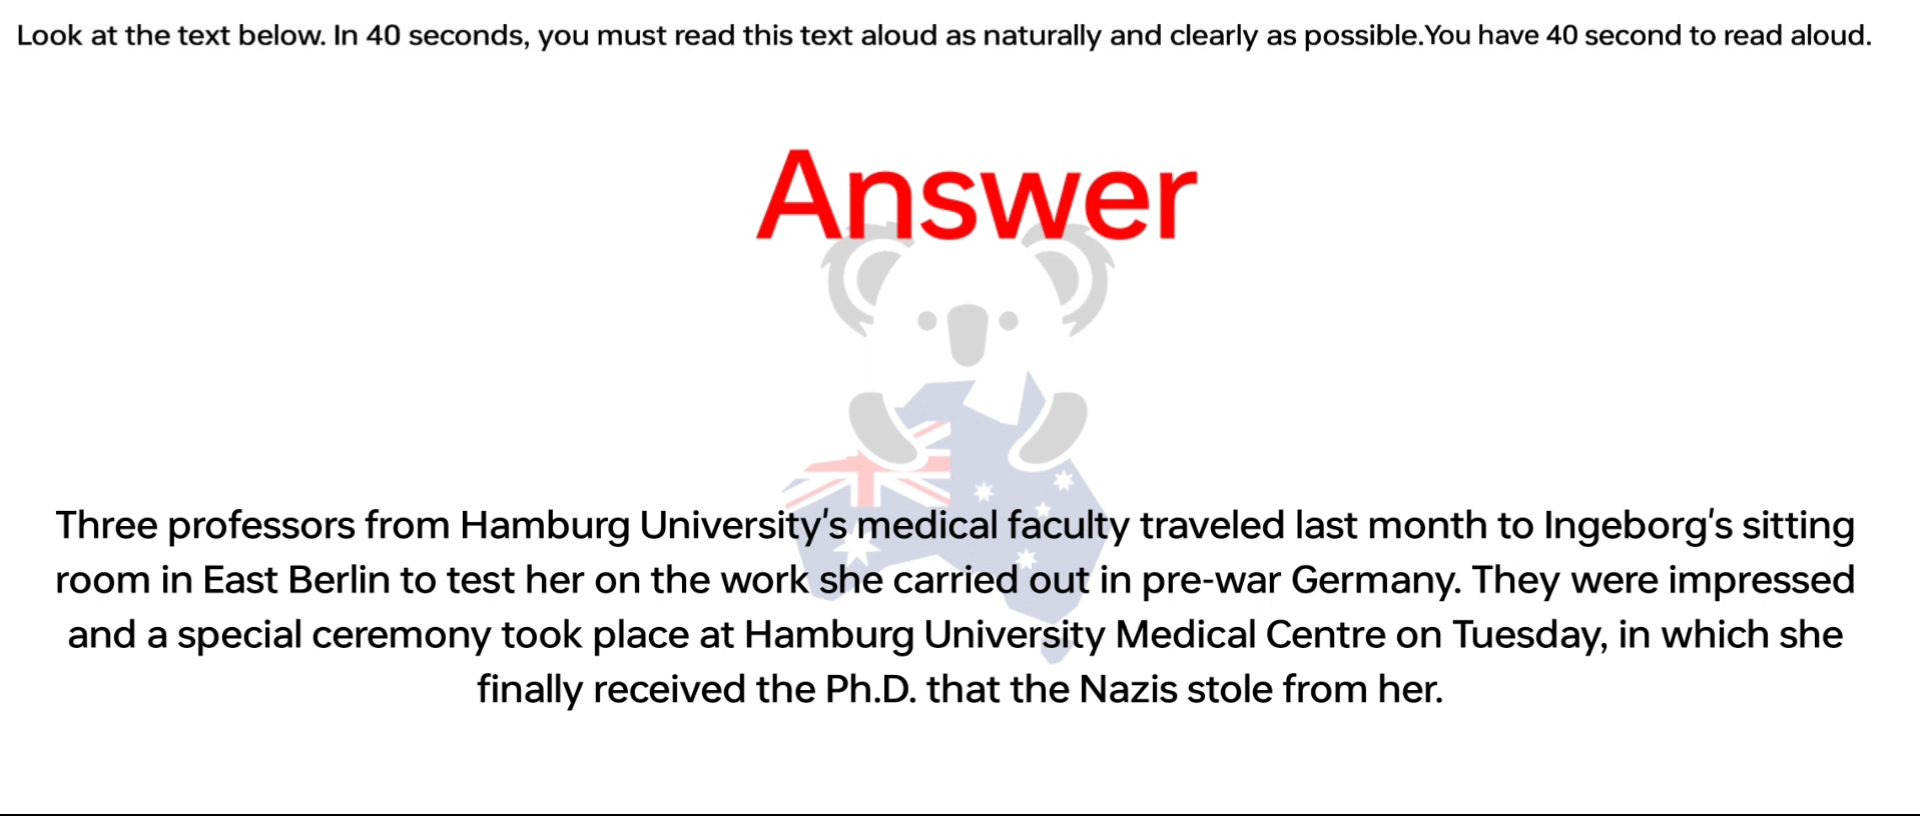 Look at the text below. In 40 seconds, you must read this text aloud as naturally and clearly as possible.You have 40 second to read aloud.
Answer
Three professors from Hamburg University's medical faculty traveled last month to Ingeborg's sitting
room in East Berlin to test her on the work she carried out in pre-war Germany. They were impressed
and a special ceremony took place at Hamburg University Medical Centre on Tuesday, in which she
finally received the Ph.D. that the Nazis stole from her.